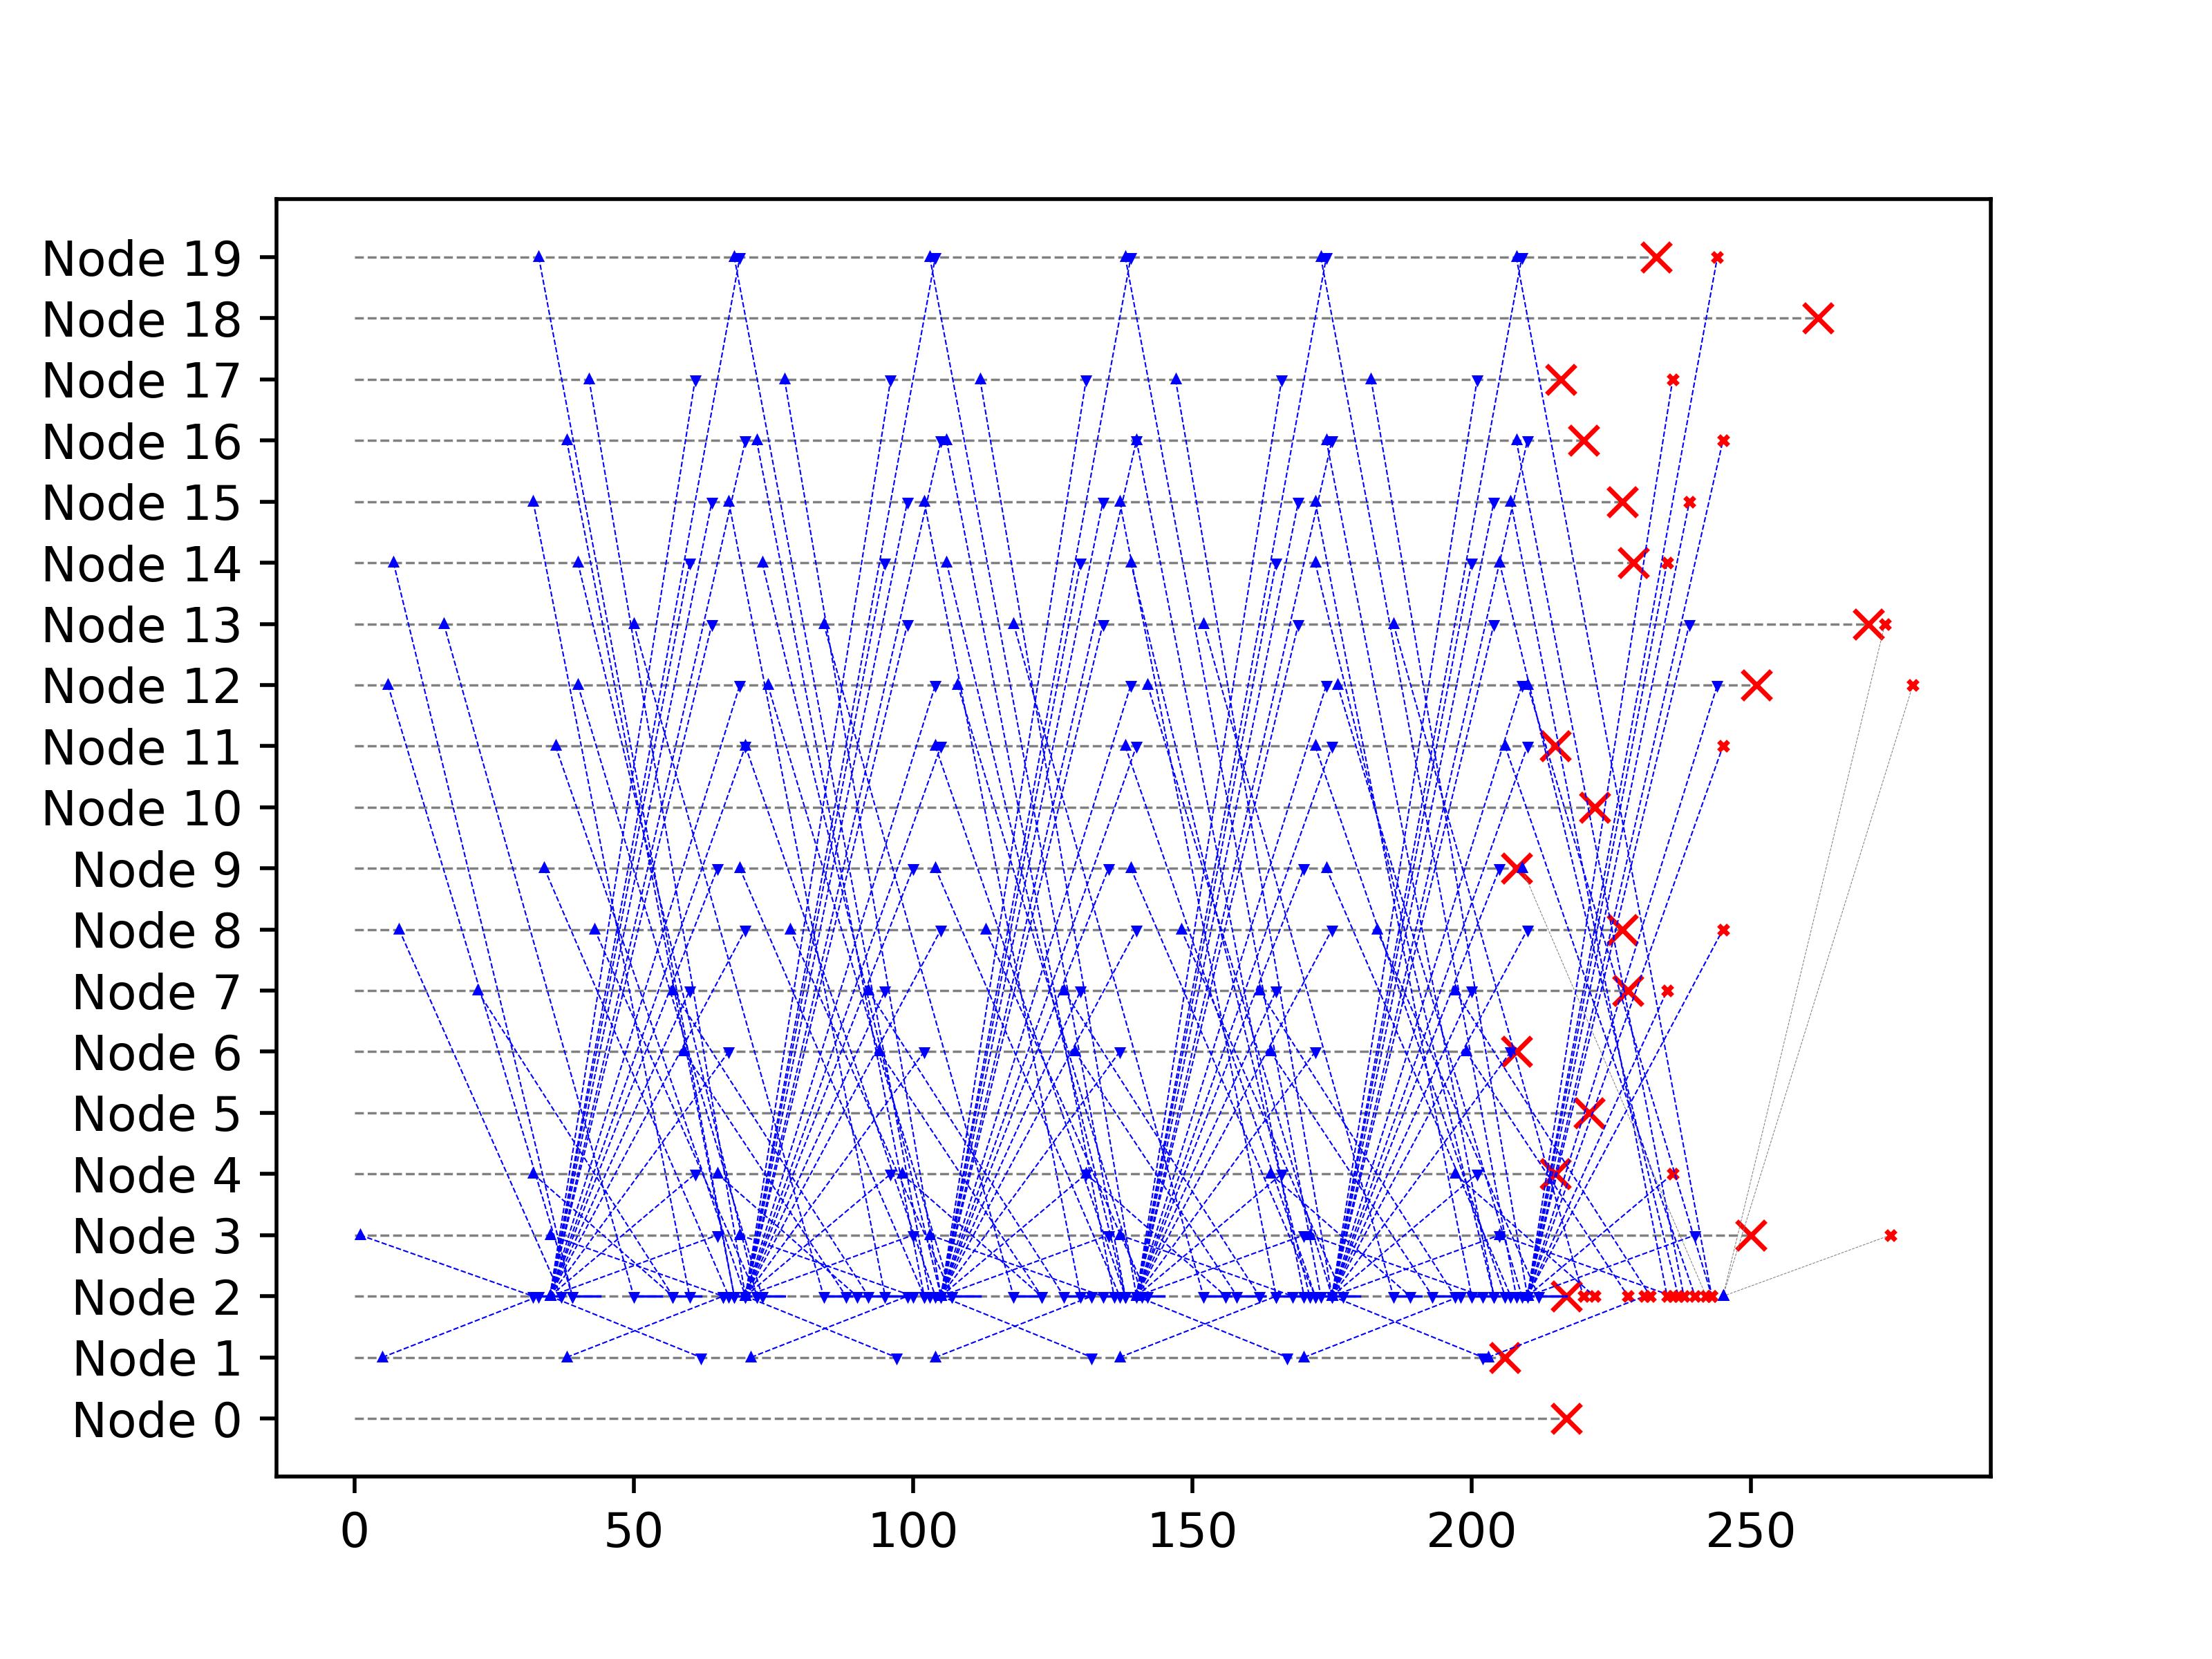 Node 19
Node 18
Node 17
Node 16
Node 15
Node 14
Node 13
Node 12
Node 11
Node 10
Node 9
Node 8
Node 7
Node 6
Node 5
Node 4
Node 3
Node 2
Node 1
Node 0
0 50 100 150 200 250